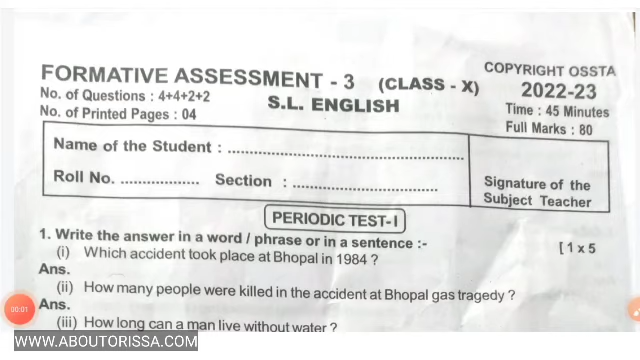 COPYRIGHT OSSTA
FORMATIVE ASSESSMENT - 3 (CLASS - X) 2022-23
No. of Questions : 4+4+2+2 S.L. ENGLISH Time : 45 Minutes
No. of Printed Pages : 04 Full Marks : 80
Name of the Student : ........................................................
Roll No. .................. Section : ..................................
Signature of the
Subject Teacher
PERIODIC TEST-I
1. Write the answer in a word / phrase or in a sentence :- [ 1 x 5
(i) Which accident took place at Bhopal in 1984 ?
Ans.
(ii) How many people were killed in the accident at Bhopal gas tragedy ?
Ans.
(iii) How long can a man live without water ?
00:01
WWW.ABOUTORISSA.COM